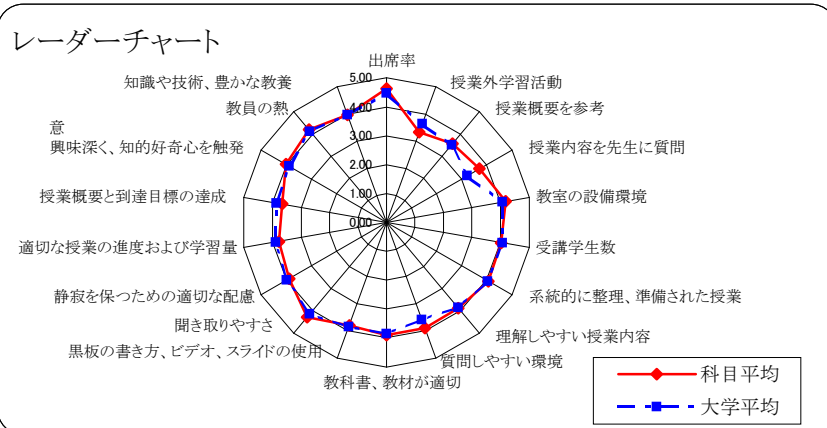 レーダーチャート
出席率
授業外学習活動
授業概要を参考
授業内容を先生に質問
教室の設備環境
受講学生数
系統的に整理、準備された授業
理解しやすい授業内容
質問しやすい環境
教科書、教材が適切
黒板の書き方、ビデオ、スライドの使用
聞き取りやすさ
静寂を保つための適切な配慮
適切な授業の進度および学習量
授業概要と到達目標の達成
興味深く、知的好奇心を触発
教員の熱
意
知識や技術、豊かな教養
5.00
4.00
3.00
2.00
1.00
0.00
科目平均
大学平均